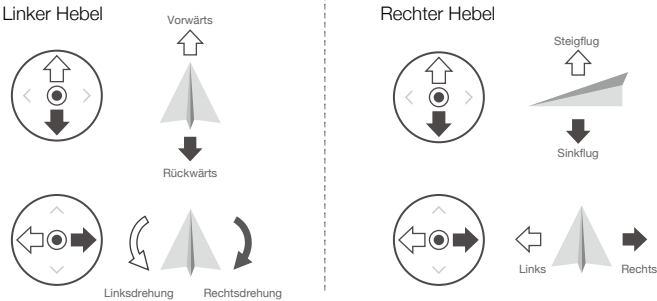 Linker Hebel
Vorwärts
Rückwärts
Linksdrehung
Rechtsdrehung
Rechter Hebel
Steigflug
Sinkflug
Links
Rechts